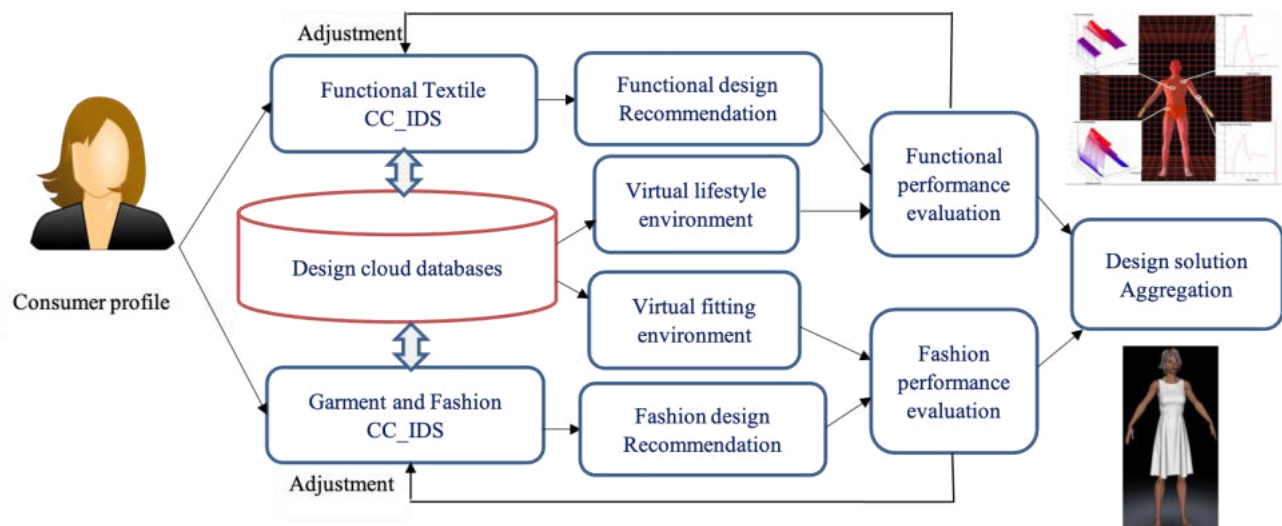 Adjustment
Functional Textile
CC_IDS
Functional design
Recommendation
Functional
performance
evaluation
Virtual lifestyle
environment
Design cloud databases
Consumer profile
Virtual fitting
environment
Design solution
Aggregation
Garment and Fashion
CC_IDS
Fashion design
Recommendation
Fashion
performance
evaluation
Adjustment